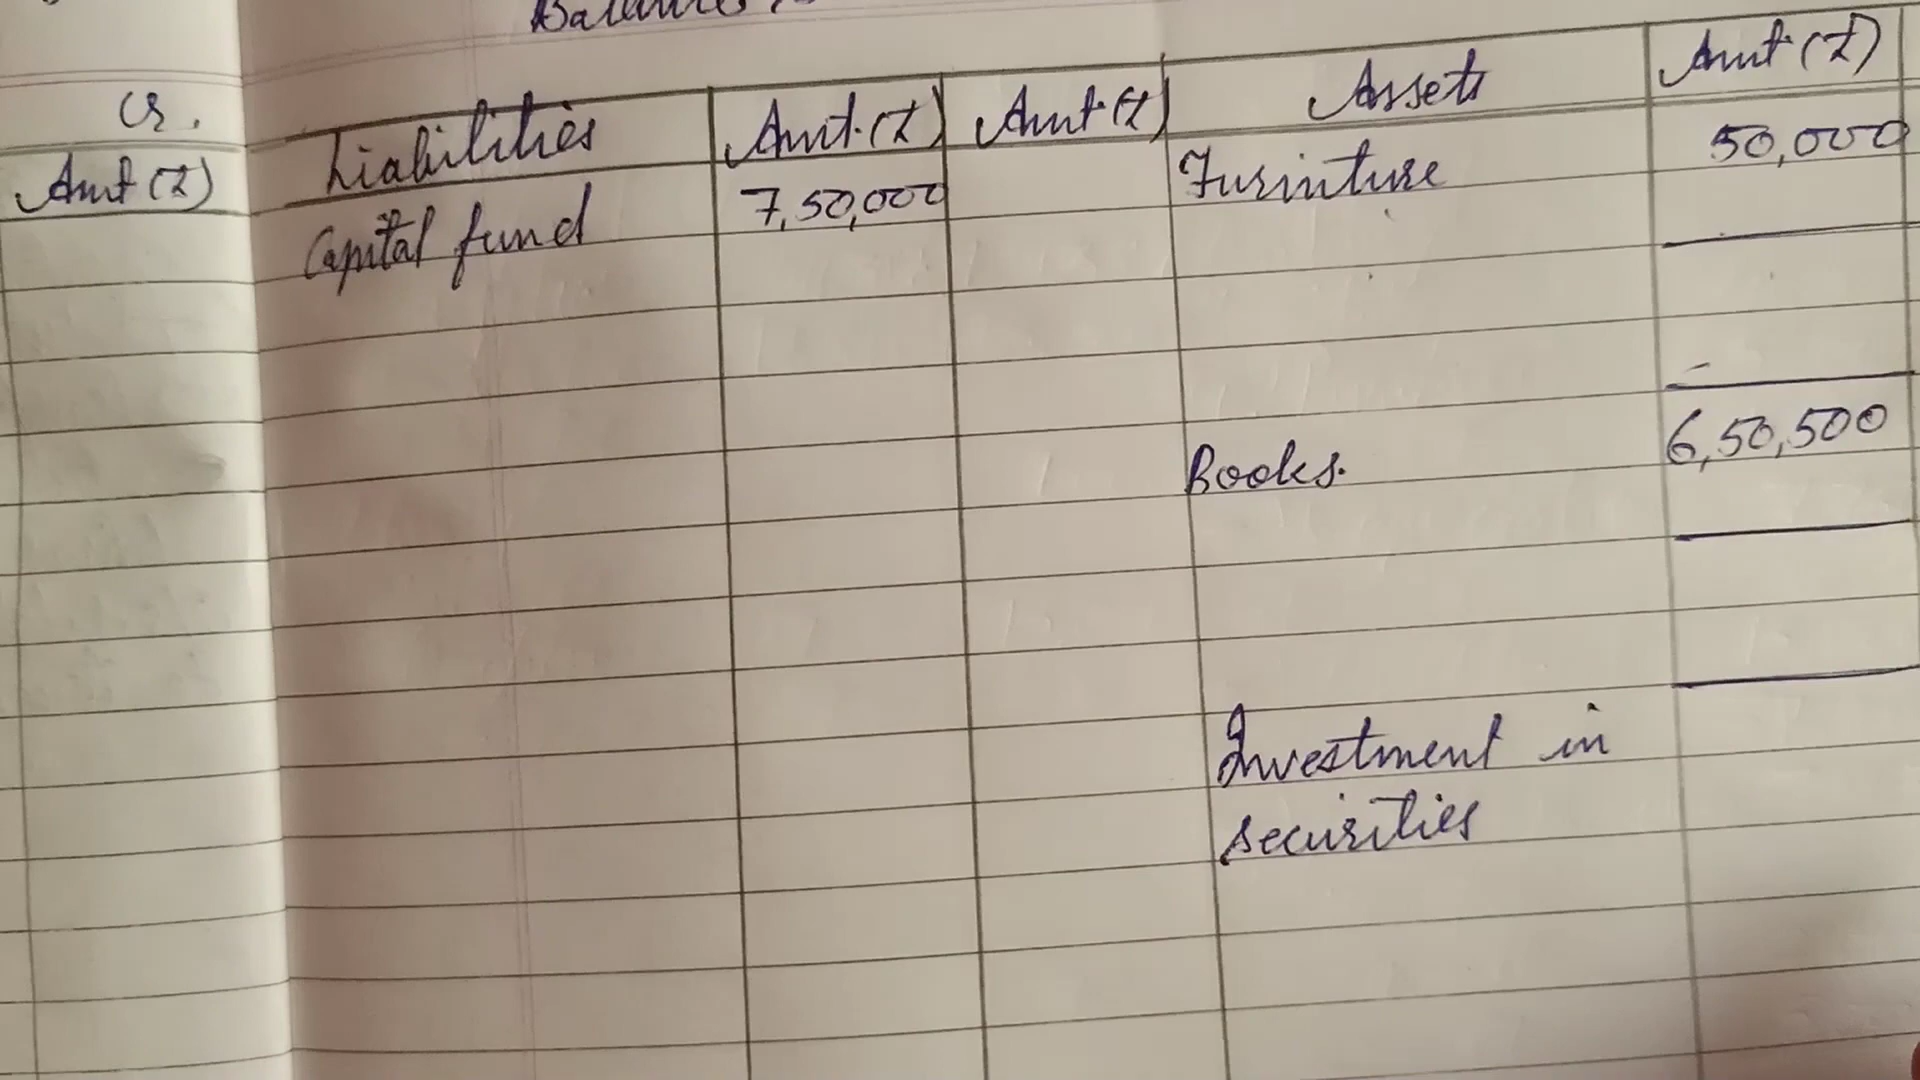 Cr.
Amt (₹)
Liabilities Amt. (₹) Amt. (₹) Assets Amt. (₹)
Capital fund 7,50,000 Furinture 50,000
Books. 6,50,500
Investment in
securities